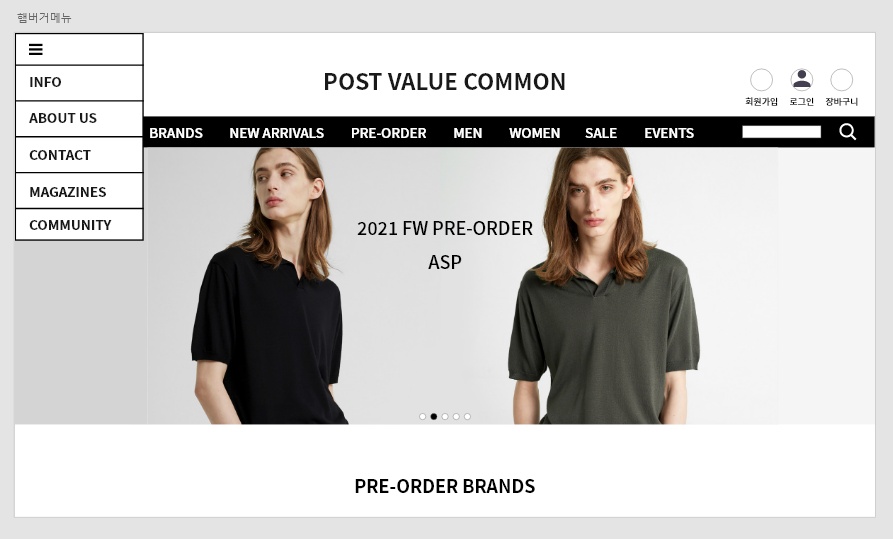 햄버거메뉴
INFO
ABOUT US
CONTACT
MAGAZINES
COMMUNITY
POST VALUE COMMON
회원가입 로그인 장바구니
BRANDS NEW ARRIVALS PRE-ORDER MEN WOMEN SALE EVENTS
2021 FW PRE-ORDER
ASP
PRE-ORDER BRANDS